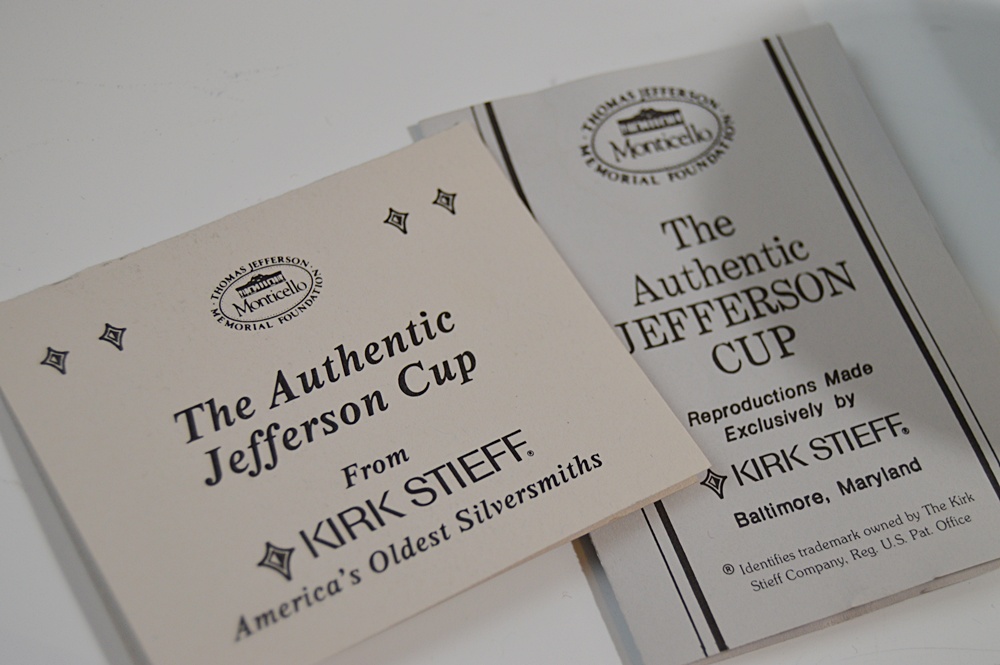 THOMAS JEFFERSON
Monticello
MEMORIAL FOUNDATION
The Authentic
Jefferson Cup
From
KIRK STIEFF®
America's Oldest Silversmiths
THOMAS JEFFERSON
Monticello
MEMORIAL FOUNDATION
The
Authentic
JEFFERSON
CUP
Reproductions Made
Exclusively by
KIRK STIEFF®
Baltimore, Maryland
® Identifies trademark owned by The Kirk
Stieff Company, Reg. U.S. Pat. Office